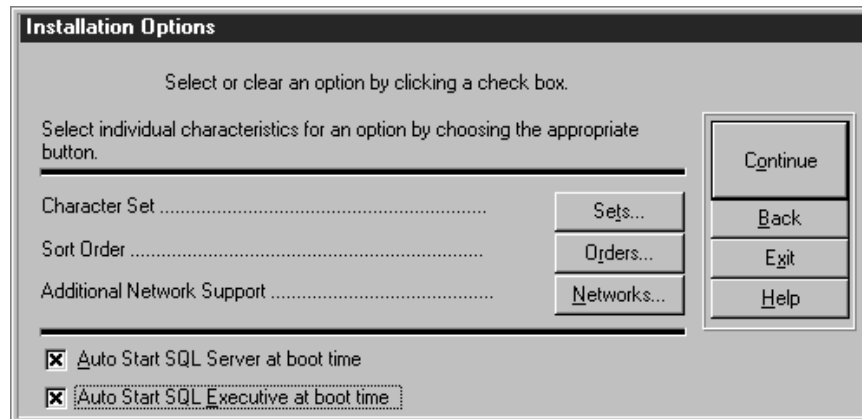 Installation Options
Select or clear an option by clicking a check box.
Select individual characteristics for an option by choosing the appropriate
button.
Character Set ................................................................ Sets...
Sort Order ..................................................................... Orders...
Additional Network Support ........................................... Networks...
Auto Start SQL Server at boot time
Auto Start SQL Executive at boot time
Continue
Back
Exit
Help